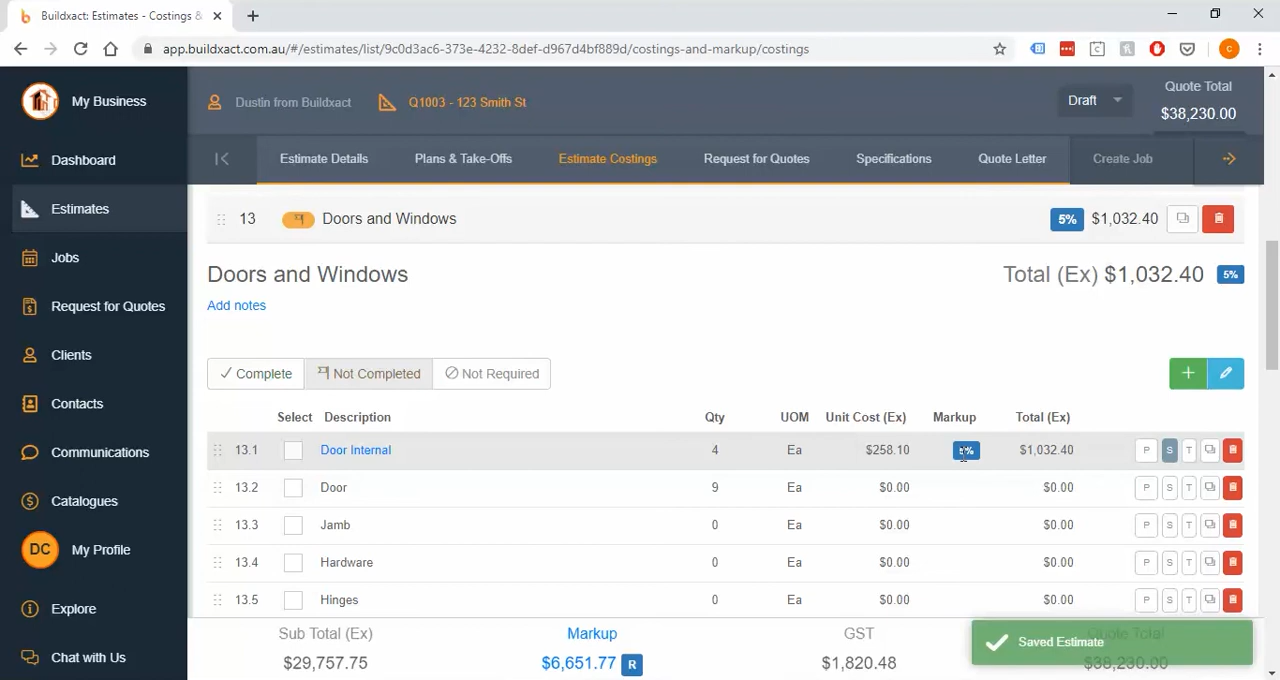 Buildxact: Estimates - Costings &
app.buildxact.com.au/#/estimates/list/9c0d3ac6-373e-4232-8def-d967d4bf889d/costings-and-markup/costings
C
My Business
Dustin from Buildxact
Q1003 - 123 Smith St
Draft
Quote Total
$38,230.00
Dashboard
Estimates
Jobs
Request for Quotes
Clients
Contacts
Communications
Catalogues
DC My Profile
Explore
Chat with Us
Estimate Details Plans & Take-Offs Estimate Costings Request for Quotes Specifications Quote Letter Create Job
13 Doors and Windows 5% $1,032.40
Doors and Windows Total (Ex) $1,032.40 5%
Add notes
Complete Not Completed Not Required
Select Description Qty UOM Unit Cost (Ex) Markup Total (Ex)
13.1 Door Internal 4 Ea $258.10 5% $1,032.40 P S T
13.2 Door 9 Ea $0.00 $0.00 P S T
13.3 Jamb 0 Ea $0.00 $0.00 P S T
13.4 Hardware 0 Ea $0.00 $0.00 P S T
13.5 Hinges 0 Ea $0.00 $0.00 P S T
Sub Total (Ex) Markup GST Quote Total
$29,757.75 $6,651.77 R $1,820.48 $38,230.00
Saved Estimate